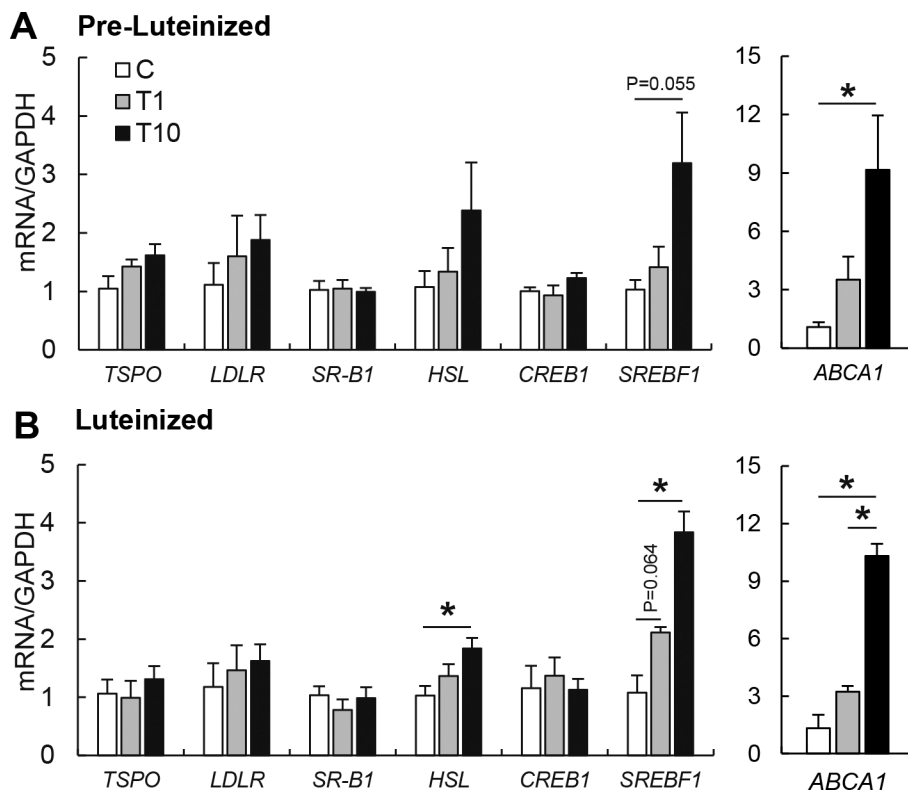 A Pre-Luteinized
mRNA/GAPDH
5
4
3
2
1
0
C
T1
T10
P=0.055
TSPO LDLR SR-B1 HSL CREB1 SREBF1
15
12
9
6
3
0
*
ABCA1
B Luteinized
mRNA/GAPDH
5
4
3
2
1
0
*
P=0.064
*
TSPO LDLR SR-B1 HSL CREB1 SREBF1
15
12
9
6
3
0
*
*
ABCA1